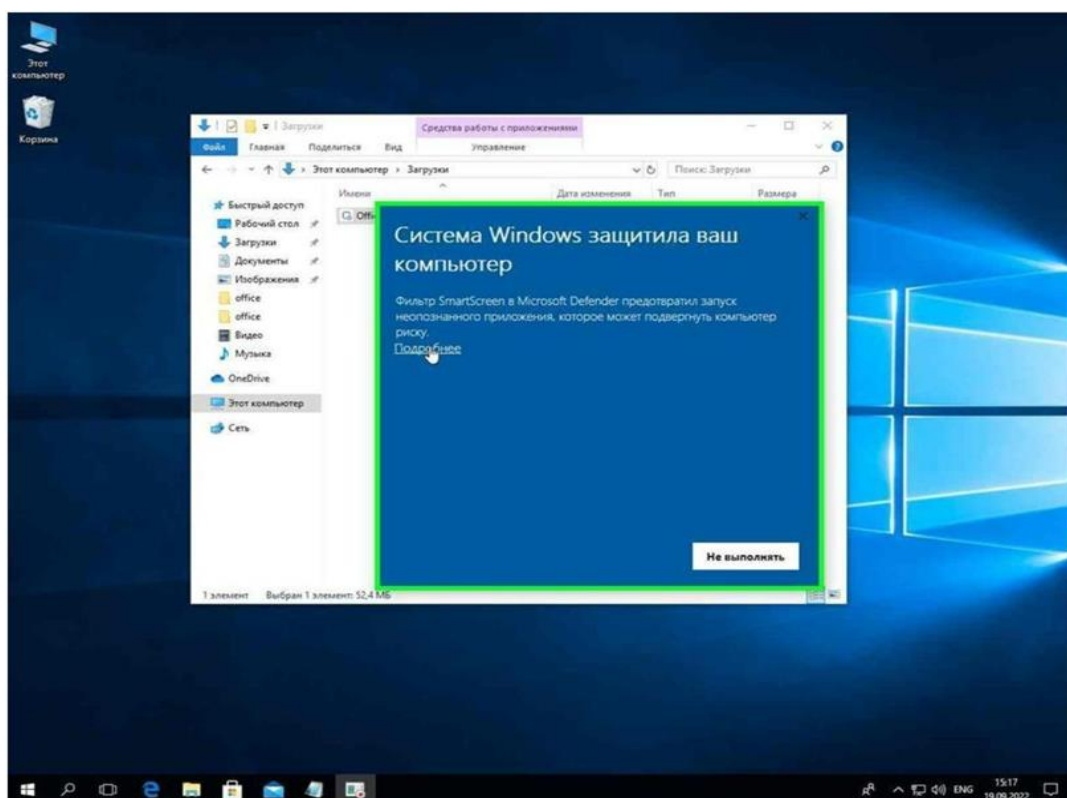 Этот
компьютер
Корзина
Загрузки
Средства работы с приложениями
Файл Главная Поделиться Вид Управление
Этот компьютер › Загрузки
Поиск: Загрузки
Имя
Дата изменения Тип Размер
Быстрый доступ
Рабочий стол
Загрузки
Документы
Изображения
office
office
Видео
Музыка
OneDrive
Этот компьютер
Сеть
Система Windows защитила ваш
компьютер
Фильтр SmartScreen в Microsoft Defender предотвратил запуск
неопознанного приложения, которое может подвергнуть компьютер
риску.
Подробнее
Не выполнять
1 элемент Выбран 1 элемент: 52,4 МБ
ENG
15:17
19.09.2022